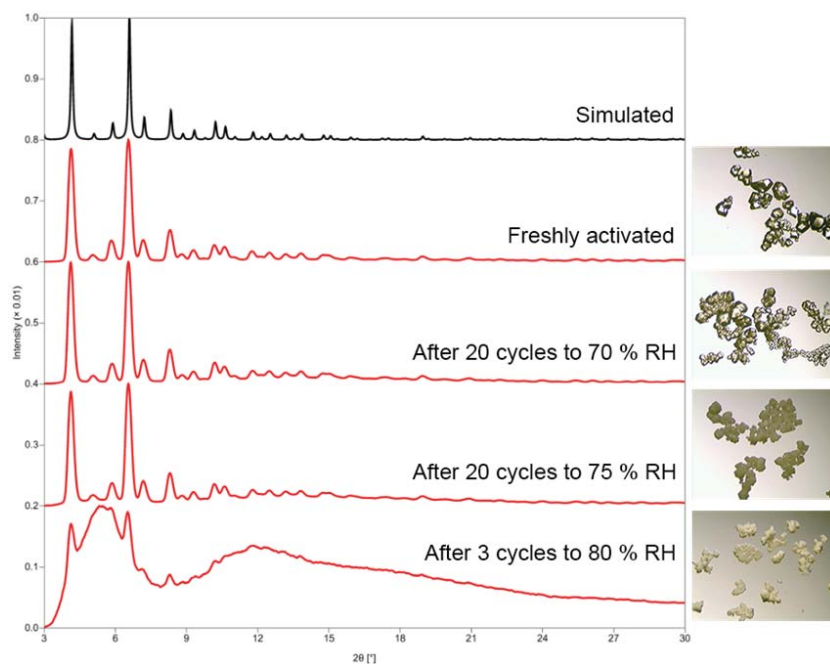 1.0
0.9
0.8
Simulated
0.7
Freshly activated
0.6
Intensity (× 0.01)
0.5
After 20 cycles to 70 % RH
0.4
0.3
After 20 cycles to 75 % RH
0.2
After 3 cycles to 80 % RH
0.1
0.0
3 6 9 12 15 18 21 24 27 30
2θ [°]